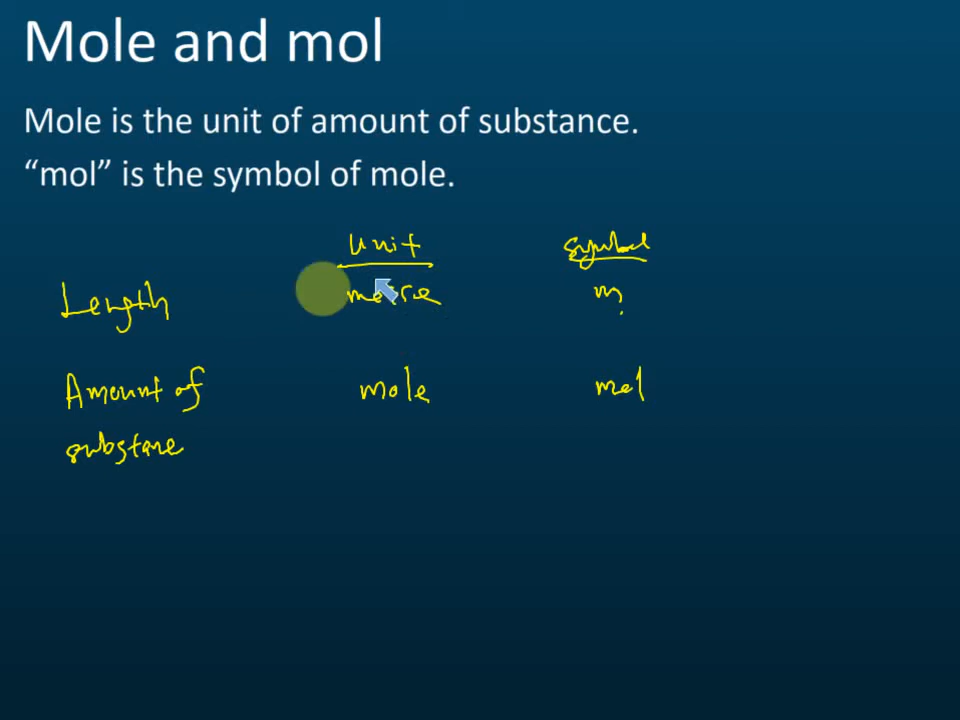 Mole and mol
Mole is the unit of amount of substance.
“mol” is the symbol of mole.
Unit symbol
Length metre m
Amount of mole mol
substance